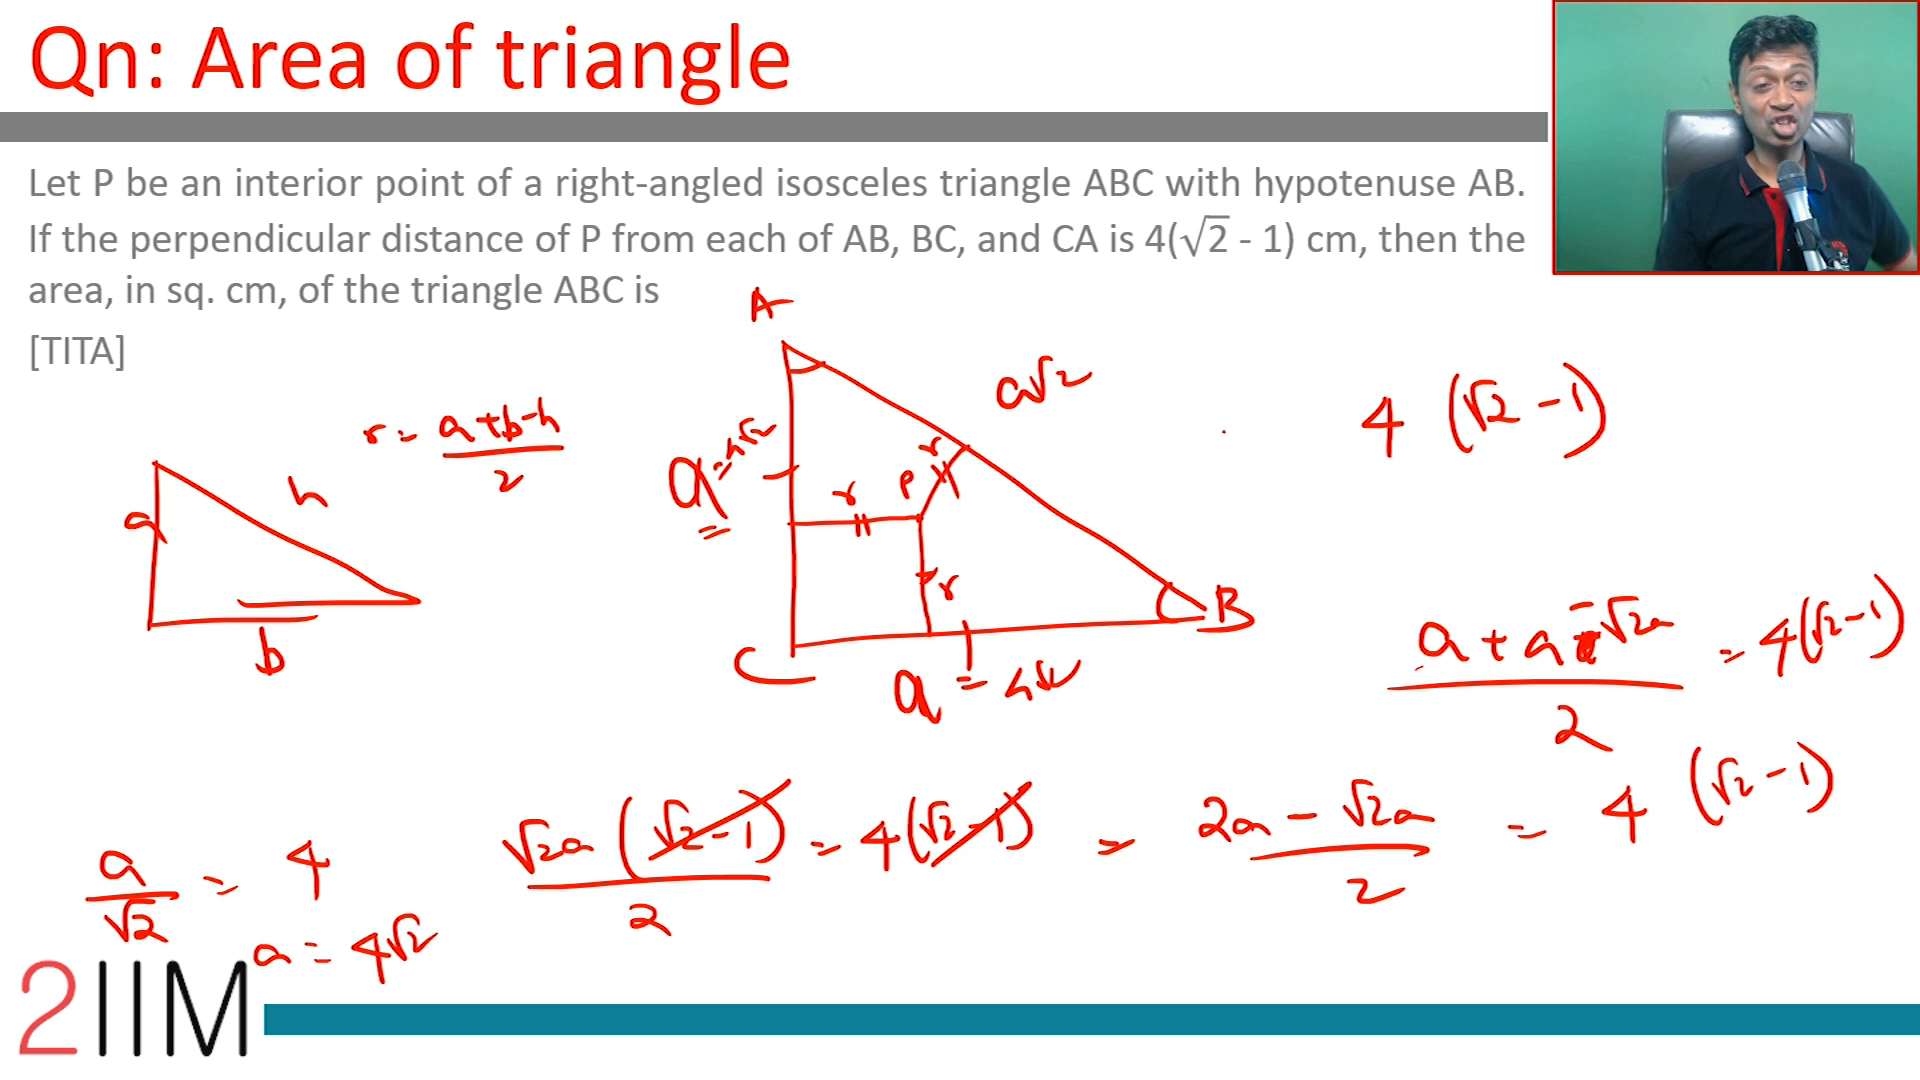 Qn: Area of triangle
Let P be an interior point of a right-angled isosceles triangle ABC with hypotenuse AB.
If the perpendicular distance of P from each of AB, BC, and CA is 4(√2 - 1) cm, then the
area, in sq. cm, of the triangle ABC is
[TITA]
A
a√2
4 (√2 - 1)
r = (a + b - h)/2
a = 4√2
r
r
P
r
h
a
b
B
C
a = 4√2
(a + a - √2a)/2 = 4(√2 - 1)
√2a(√2 - 1)/2 = 4(√2 - 1) = (2a - √2a)/2 = 4 (√2 - 1)
a/√2 = 4
a = 4√2
2IIM